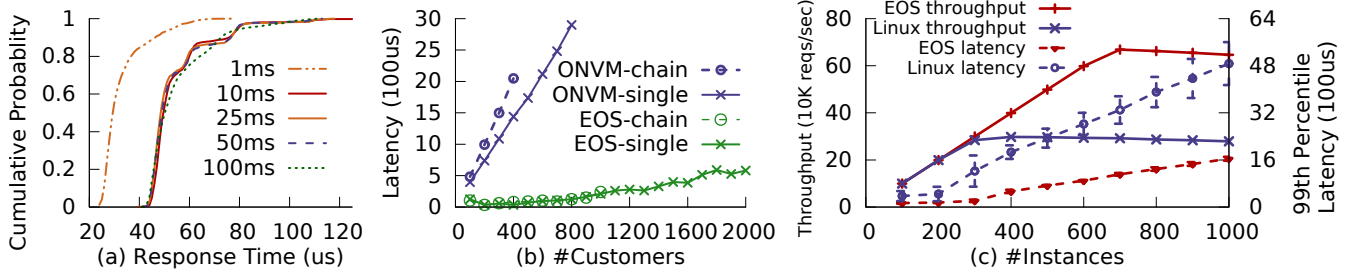 Cumulative Probablity
1
0.8
0.6
0.4
0.2
0
1ms
10ms
25ms
50ms
100ms
20 40 60 80 100 120
(a) Response Time (us)
Latency (100us)
30
25
20
15
10
5
0
ONVM-chain
ONVM-single
EOS-chain
EOS-single
0 400 800 1200 1600 2000
(b) #Customers
Throughput (10K reqs/sec)
80
60
40
20
0
EOS throughput
Linux throughput
EOS latency
Linux latency
0 200 400 600 800 1000
(c) #Instances
64
48
32
16
0
99th Percentile
Latency (100us)